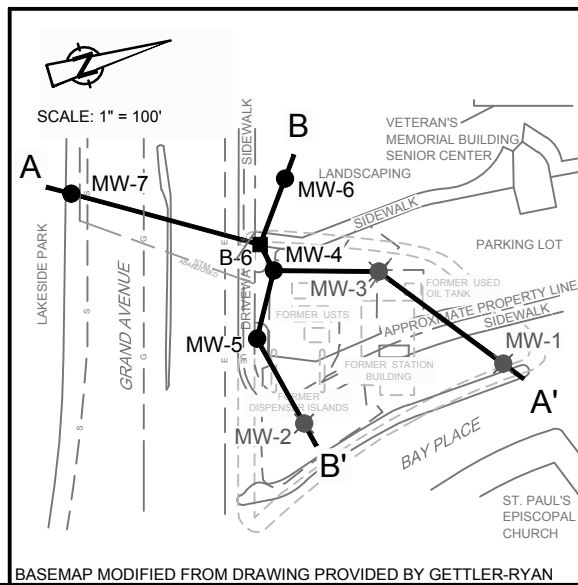 Z
SCALE: 1" = 100'
SIDEWALK
B
VETERAN'S
MEMORIAL BUILDING
SENIOR CENTER
A
MW-7
MW-6
LANDSCAPING
SIDEWALK
S
G
E
B-6
STM
ABANDONED
MW-4
PARKING LOT
LAKESIDE PARK
GRAND AVENUE
DRIVEWA
MW-3
FORMER USED
OIL TANK
FORMER USTS
APPROXIMATE PROPERTY LINE
SIDEWALK
MW-5
FORMER STATION
BUILDING
MW-1
FORMER
DISPENSER ISLANDS
A'
MW-2
B'
BAY PLACE
ST. PAUL'S
EPISCOPAL
CHURCH
BASEMAP MODIFIED FROM DRAWING PROVIDED BY GETTLER-RYAN